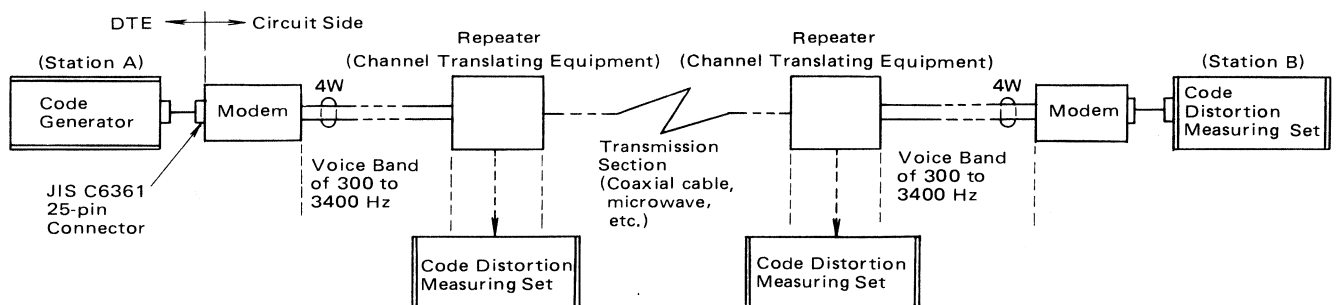 DTE
Circuit Side
(Station A)
Code
Generator
JIS C6361
25-pin
Connector
Modem
4W
Voice Band
of 300 to
3400 Hz
Repeater
(Channel Translating Equipment)
Code Distortion
Measuring Set
Transmission
Section
(Coaxial cable,
microwave,
etc.)
Repeater
(Channel Translating Equipment)
Code Distortion
Measuring Set
4W
Voice Band
of 300 to
3400 Hz
Modem
(Station B)
Code
Distortion
Measuring Set